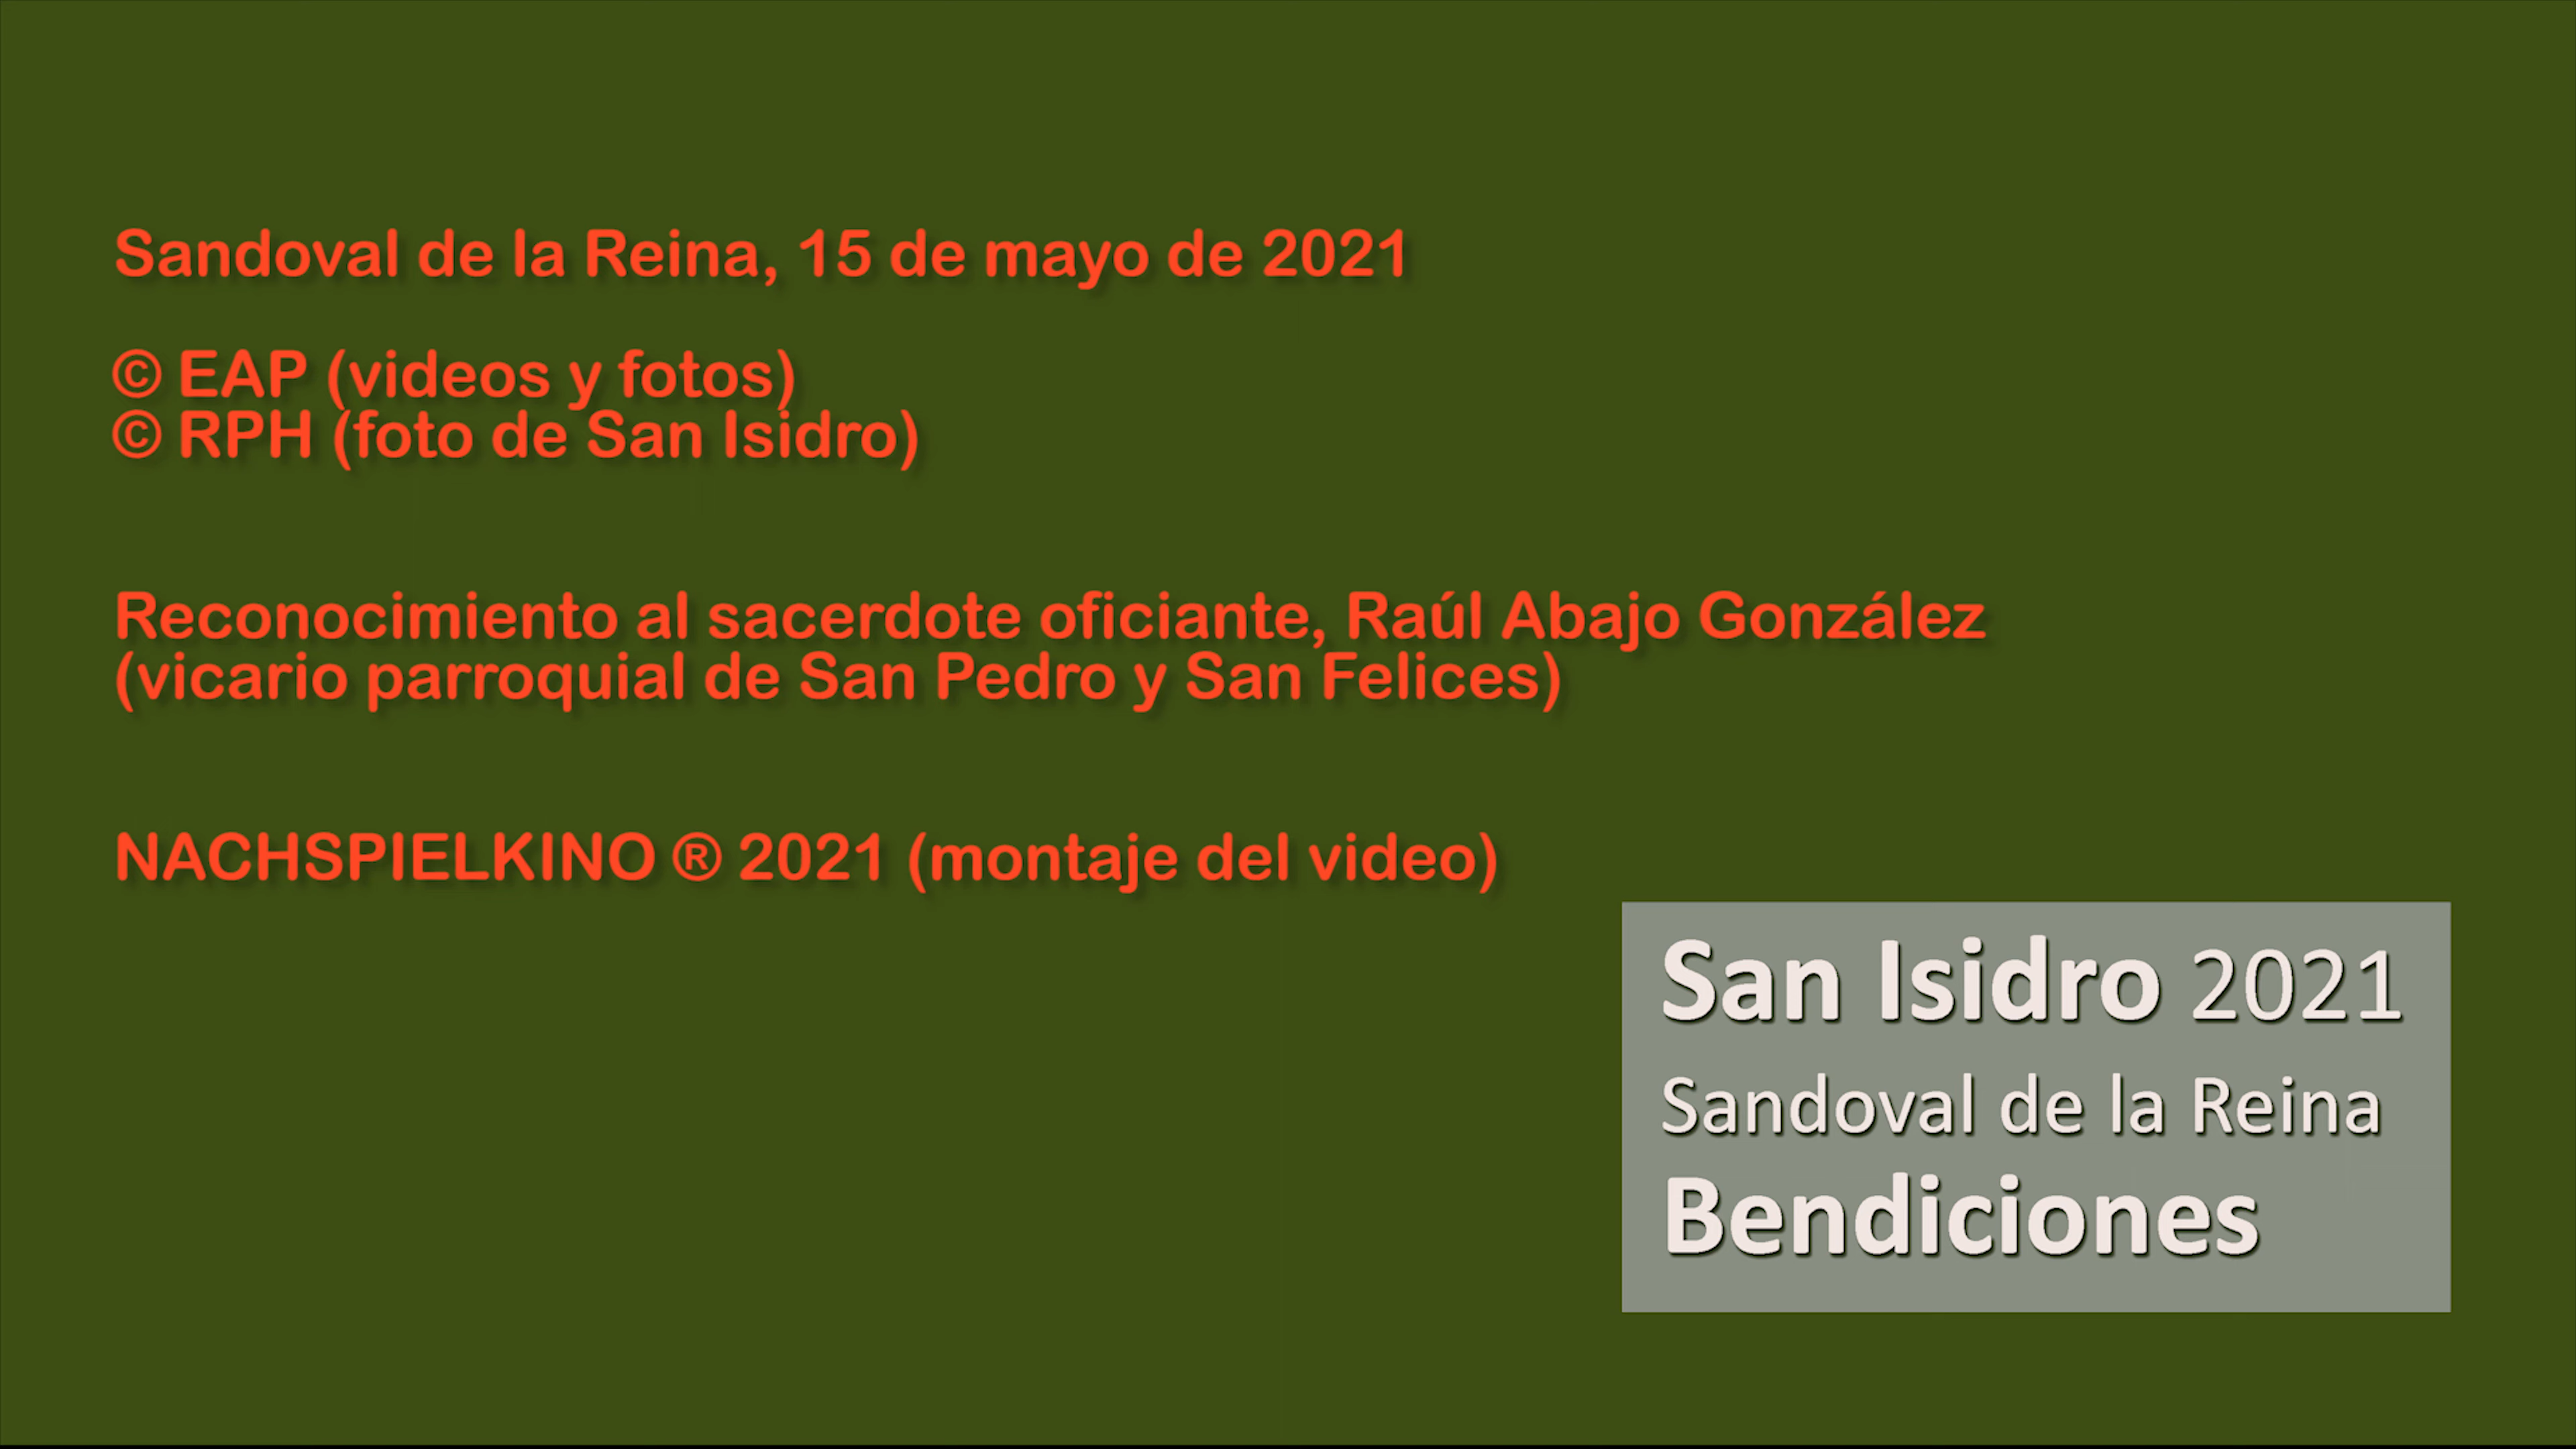 Sandoval de la Reina, 15 de mayo de 2021
© EAP (videos y fotos)
© RPH (foto de San Isidro)
Reconocimiento al sacerdote oficiante, Raúl Abajo González
(vicario parroquial de San Pedro y San Felices)
NACHSPIELKINO ® 2021 (montaje del video)
San Isidro 2021
Sandoval de la Reina
Bendiciones